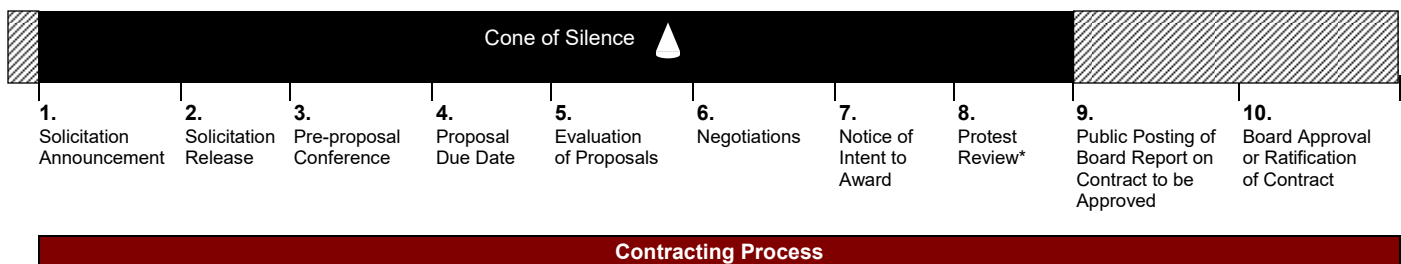 Cone of Silence
1.
Solicitation
Announcement
2.
Solicitation
Release
3.
Pre-proposal
Conference
4.
Proposal
Due Date
5.
Evaluation
of Proposals
6.
Negotiations
7.
Notice of
Intent to
Award
8.
Protest
Review*
9.
Public Posting of
Board Report on
Contract to be
Approved
10.
Board Approval
or Ratification
of Contract
Contracting Process